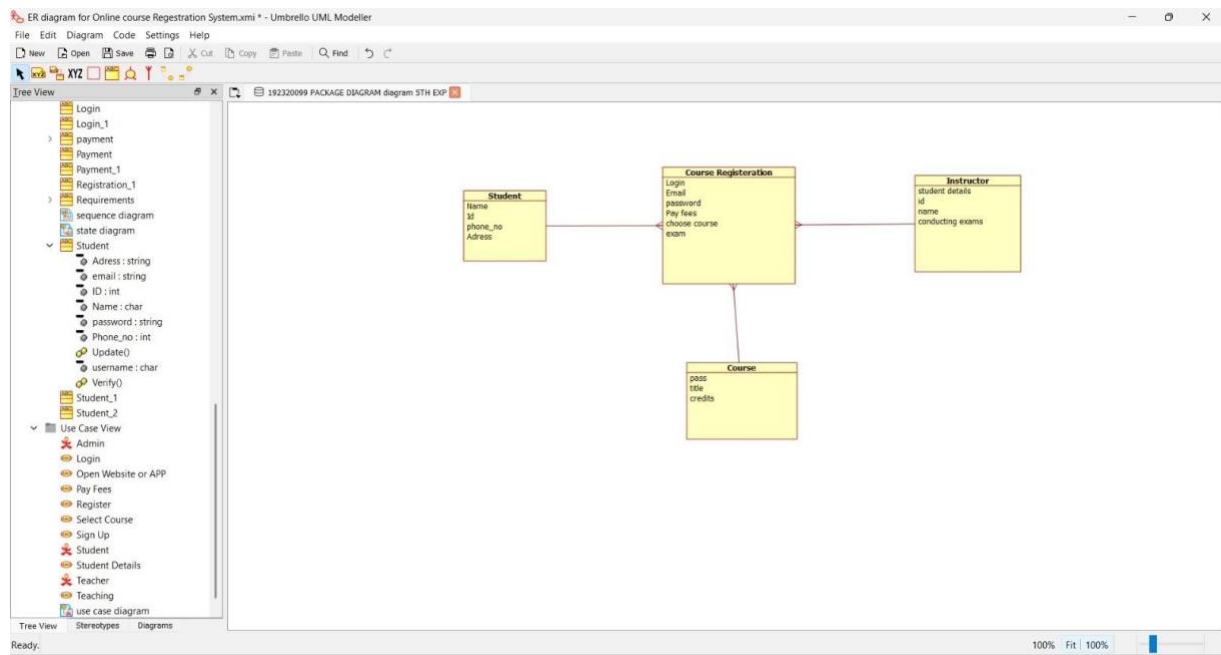 ER diagram for Online course Regestration System.xmi * - Umbrello UML Modeller
File Edit Diagram Code Settings Help
New Open Save Cut Copy Paste Find
XYZ XYZ ABC
Tree View
192320099 PACKAGE DIAGRAM diagram 5TH EXP
Login
Login_1
payment
Payment
Payment_1
Registration_1
Requirements
sequence diagram
state diagram
Student
Adress : string
email : string
ID : int
Name : char
password : string
Phone_no : int
Update()
username : char
Verify()
Student_1
Student_2
Use Case View
Admin
Login
Open Website or APP
Pay Fees
Register
Select Course
Sign Up
Student
Student Details
Teacher
Teaching
use case diagram
Tree View Stereotypes Diagrams
Student
Name
Id
phone_no
Adress
Course Registeration
Login
Email
password
Pay fees
choose course
exam
Instructor
student details
id
name
conducting exams
Course
pass
title
credits
Ready.
100% Fit 100%